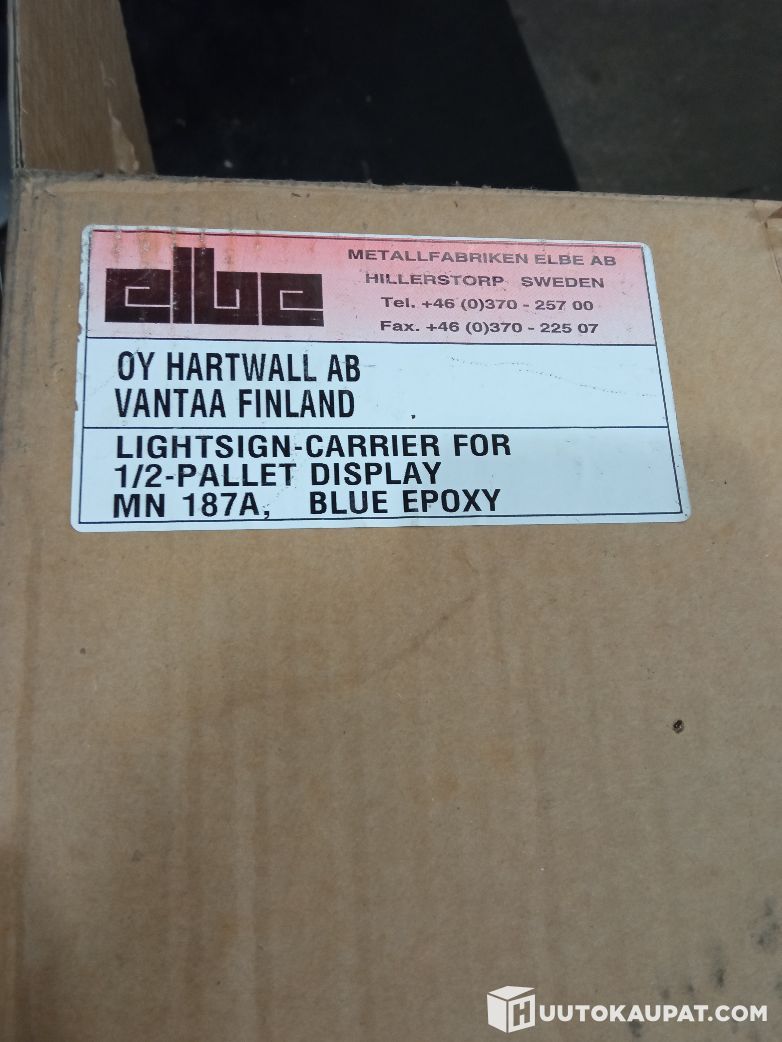 elbe
METALLFABRIKEN ELBE AB
HILLERSTORP SWEDEN
Tel. +46 (0)370 - 257 00
Fax. +46 (0)370 - 225 07
OY HARTWALL AB
VANTAA FINLAND
LIGHTSIGN-CARRIER FOR
1/2-PALLET DISPLAY
MN 187A, BLUE EPOXY
HUUTOKAUPAT.COM